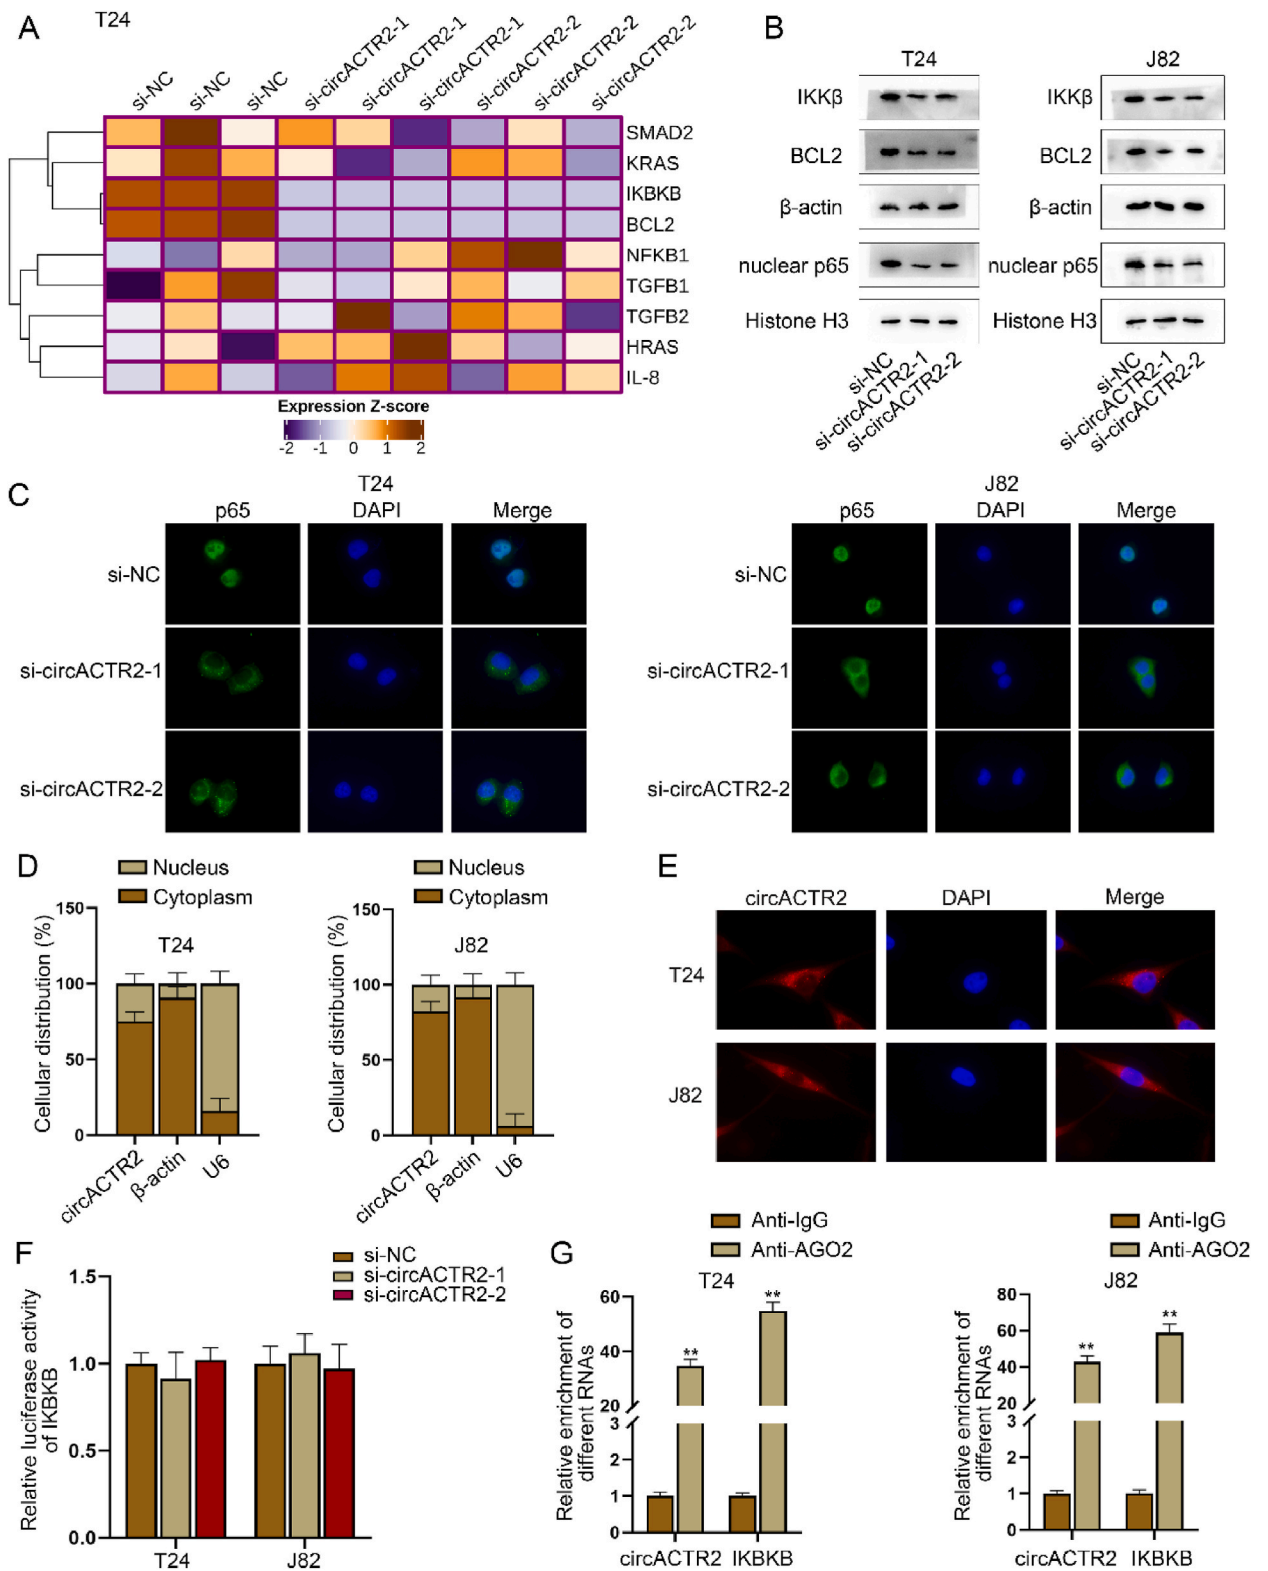 A
T24
si-NC
si-NC
si-NC
si-circACTR2-1
si-circACTR2-1
si-circACTR2-1
si-circACTR2-2
si-circACTR2-2
si-circACTR2-2
SMAD2
KRAS
IKBKB
BCL2
NFKB1
TGFB1
TGFB2
HRAS
IL-8
Expression Z-score
-2 -1 0 1 2
B
T24
IKKβ
BCL2
β-actin
nuclear p65
Histone H3
si-NC
si-circACTR2-1
si-circACTR2-2
J82
IKKβ
BCL2
β-actin
nuclear p65
Histone H3
si-NC
si-circACTR2-1
si-circACTR2-2
C
T24
p65 DAPI Merge
si-NC
si-circACTR2-1
si-circACTR2-2
J82
p65 DAPI Merge
si-NC
si-circACTR2-1
si-circACTR2-2
D
Nucleus
Cytoplasm
T24
Cellular distribution (%)
150
100
50
0
circACTR2
β-actin
U6
Nucleus
Cytoplasm
J82
Cellular distribution (%)
150
100
50
0
circACTR2
β-actin
U6
E
circACTR2 DAPI Merge
T24
J82
F
si-NC
si-circACTR2-1
si-circACTR2-2
Relative luciferase activity
of IKBKB
1.5
1.0
0.5
0.0
T24 J82
G
Anti-IgG
Anti-AGO2
T24
Relative enrichment of
different RNAs
60
40
20
3
2
1
0
**
**
circACTR2 IKBKB
Anti-IgG
Anti-AGO2
J82
Relative enrichment of
different RNAs
80
60
40
20
3
2
1
0
**
**
circACTR2 IKBKB